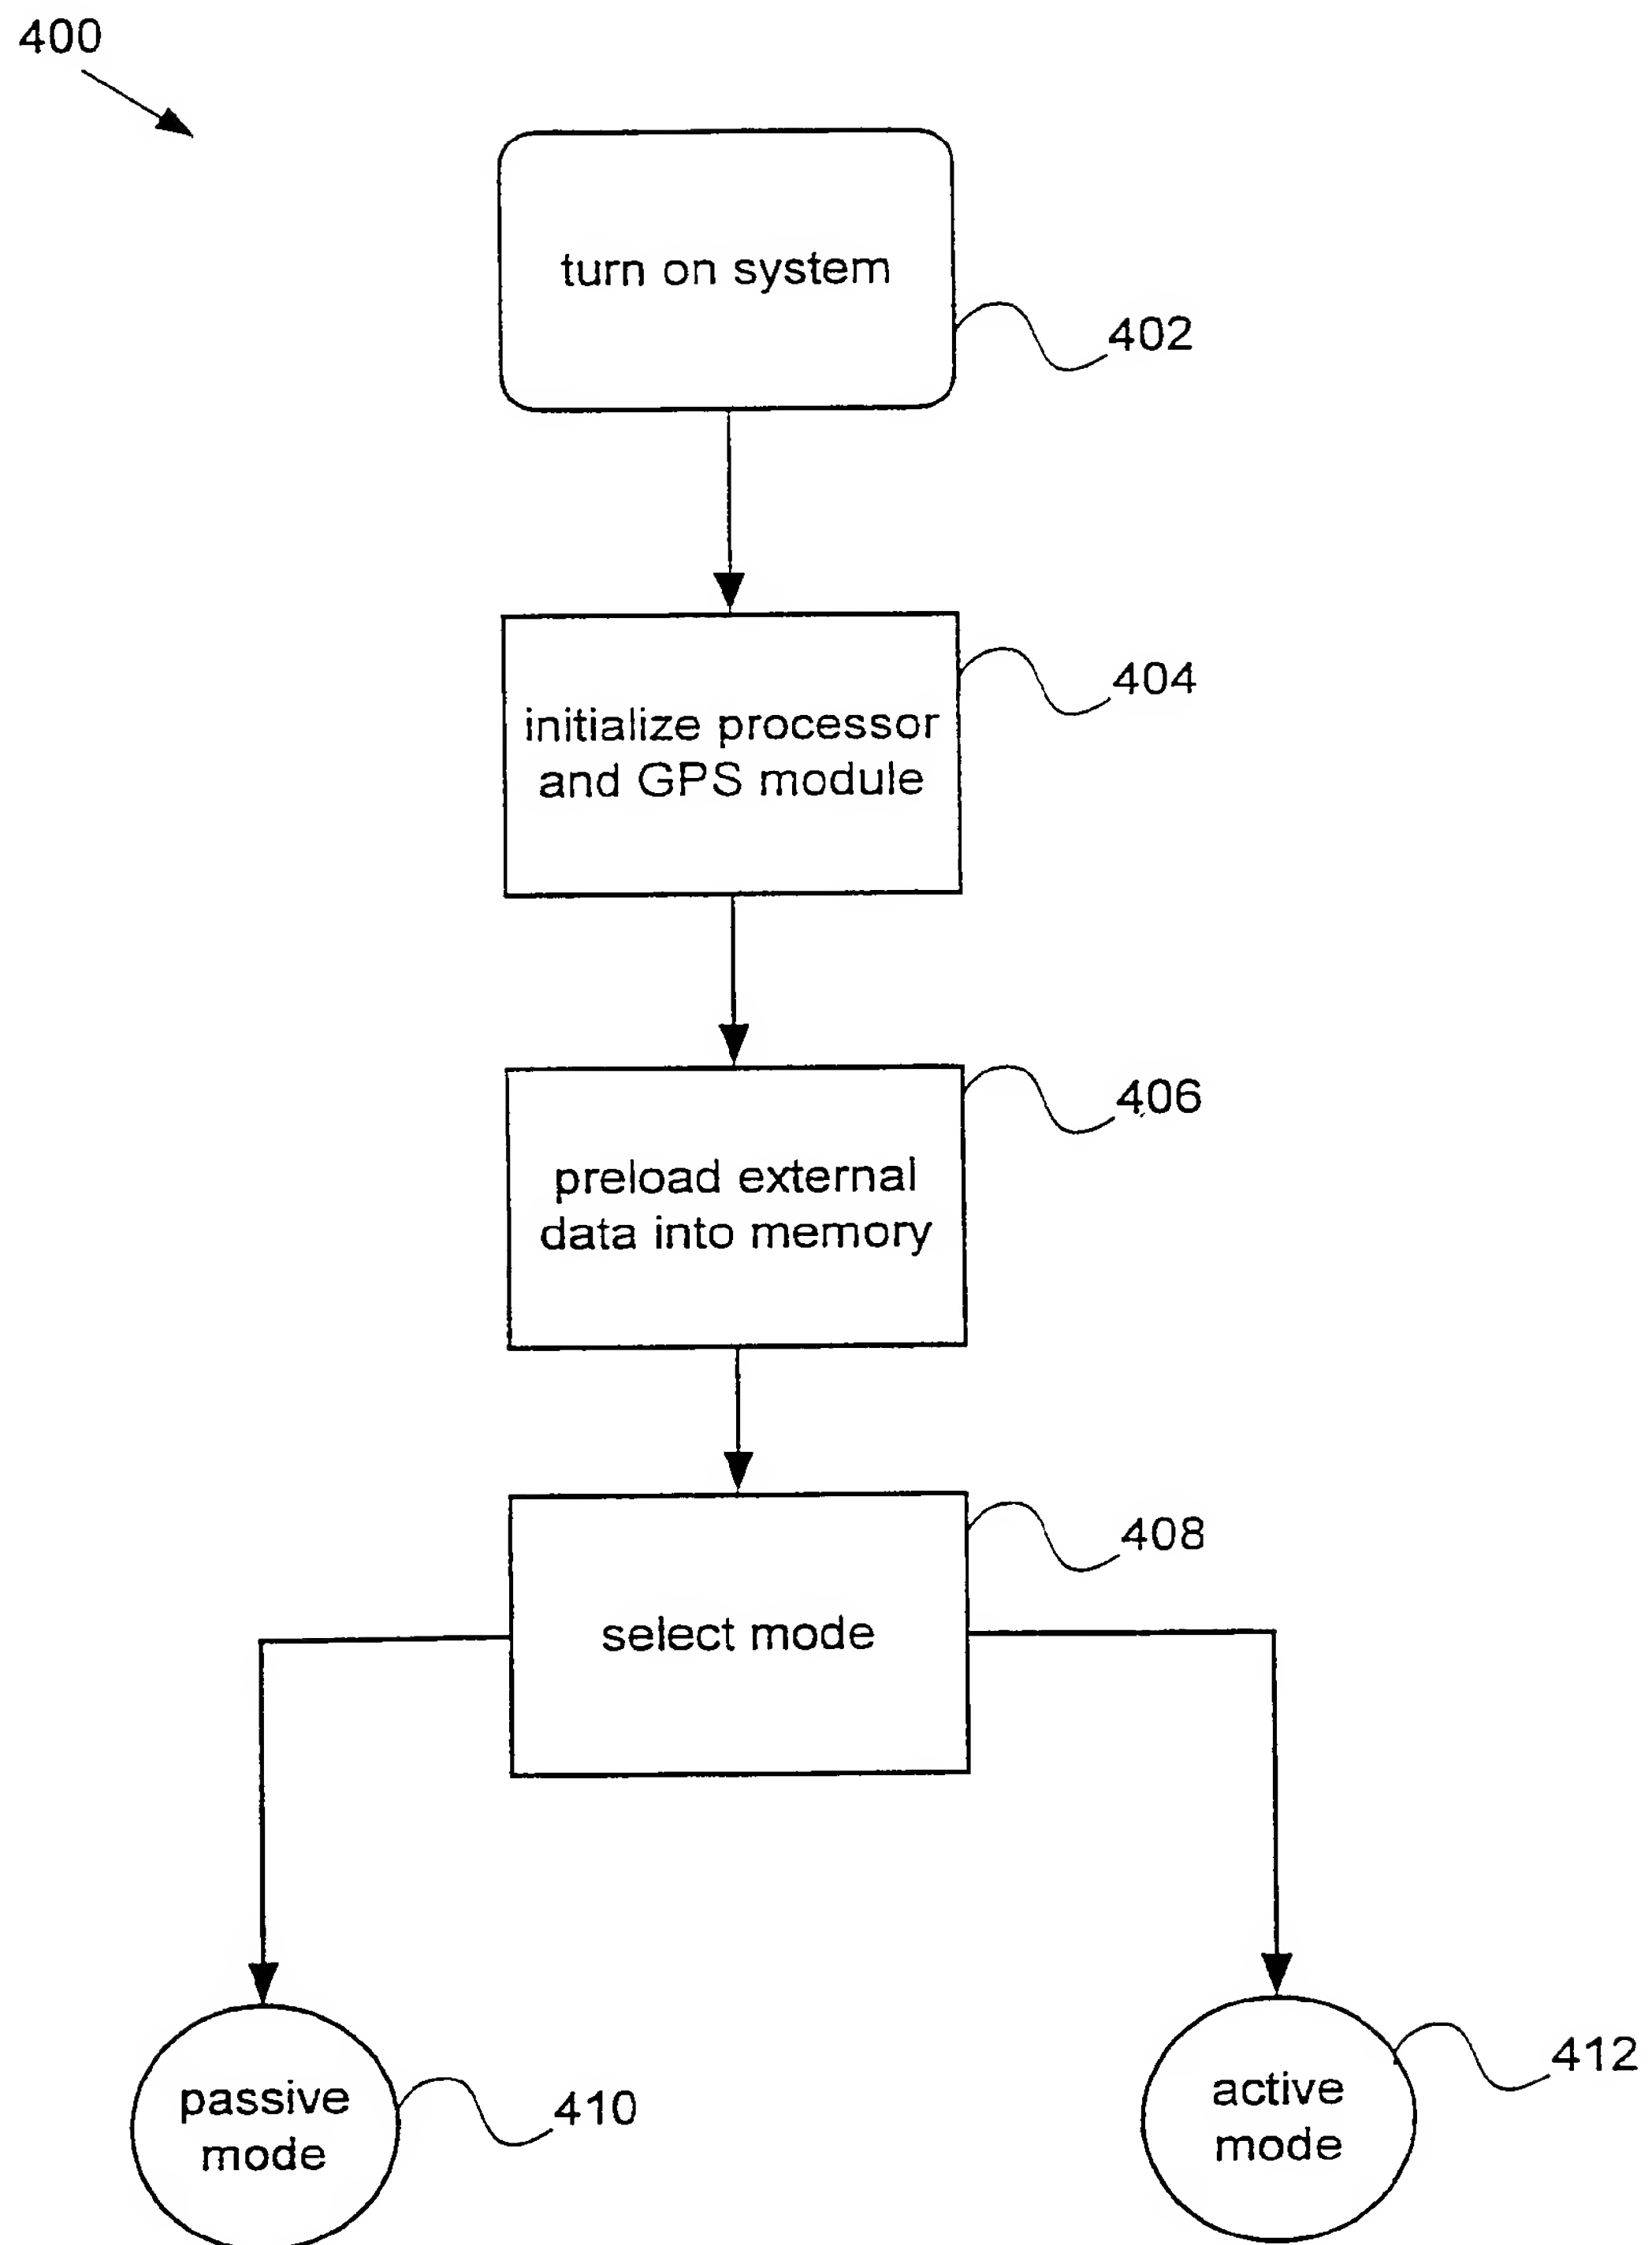 400
turn on system
402
404
initialize processor
and GPS module
406
preload external
data into memory
408
select mode
410
passive
mode
412
active
mode